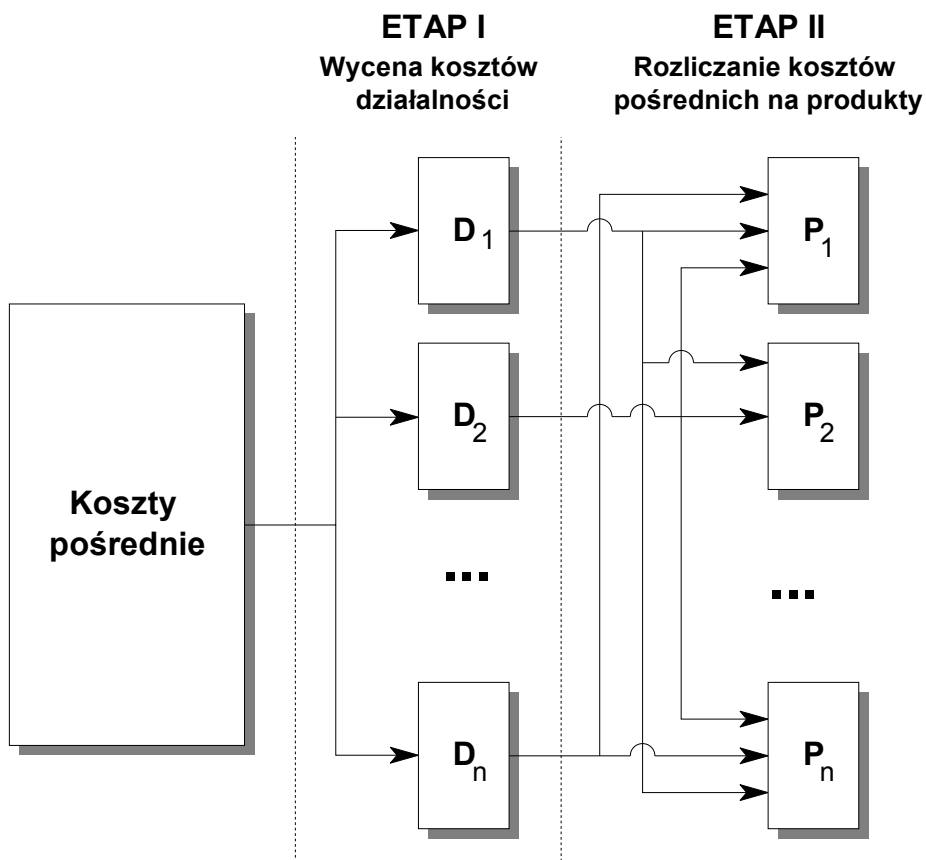 ETAP I
Wycena kosztów
działalności
ETAP II
Rozliczanie kosztów
pośrednich na produkty
Koszty
pośrednie
D1
P1
D2
P2
...
...
Dn
Pn